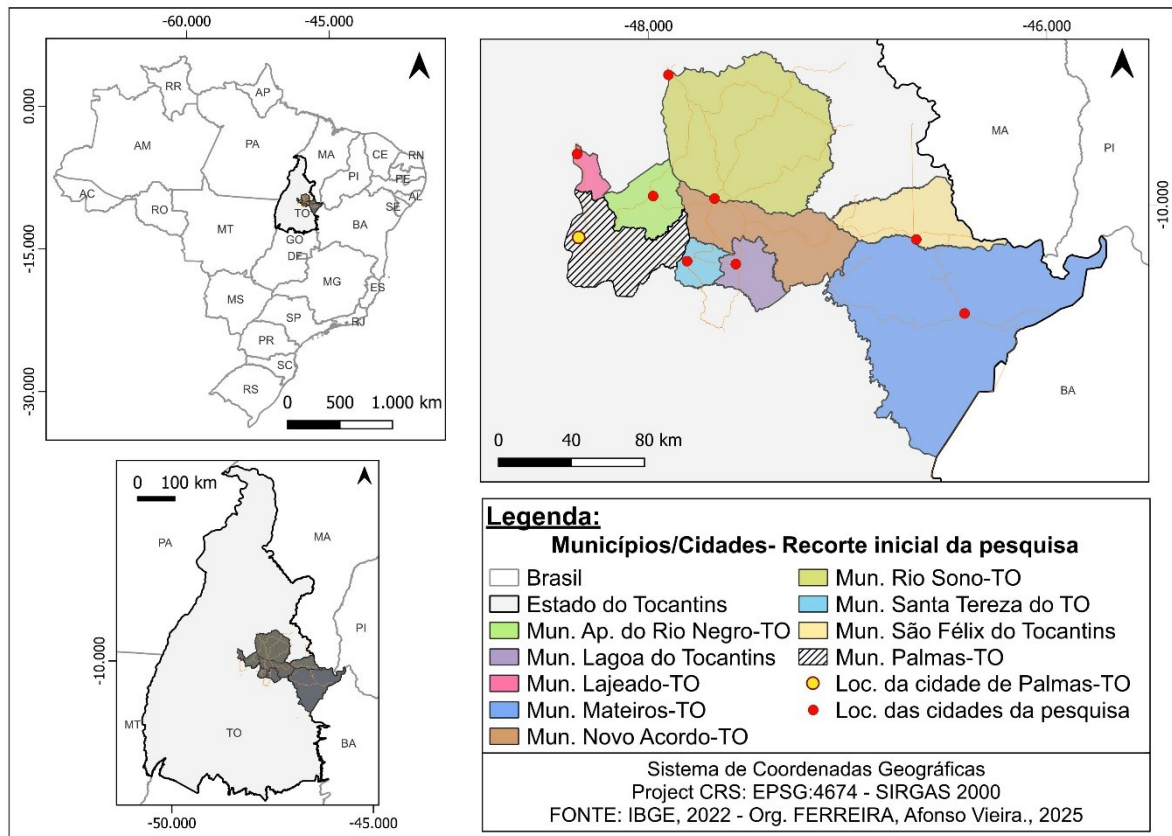 -60.000
-45.000
0.000
-15.000
-30.000
RR
AP
AM
PA
MA
CE
RN
PI
PE
AC
AL
TO
SE
RO
BA
MT
GO
DF
MG
MS
ES
SP
RJ
PR
SC
RS
0 500 1.000 km
-48.000
-46.000
-10.000
MA
PI
BA
0 40 80 km
0 100 km
PA
MA
PI
-10.000
MT
TO
BA
-50.000
-45.000
Legenda:
Municípios/Cidades- Recorte inicial da pesquisa
Brasil
Estado do Tocantins
Mun. Ap. do Rio Negro-TO
Mun. Lagoa do Tocantins
Mun. Lajeado-TO
Mun. Mateiros-TO
Mun. Novo Acordo-TO
Mun. Rio Sono-TO
Mun. Santa Tereza do TO
Mun. São Félix do Tocantins
Mun. Palmas-TO
Loc. da cidade de Palmas-TO
Loc. das cidades da pesquisa
Sistema de Coordenadas Geográficas
Project CRS: EPSG:4674 - SIRGAS 2000
FONTE: IBGE, 2022 - Org. FERREIRA, Afonso Vieira., 2025